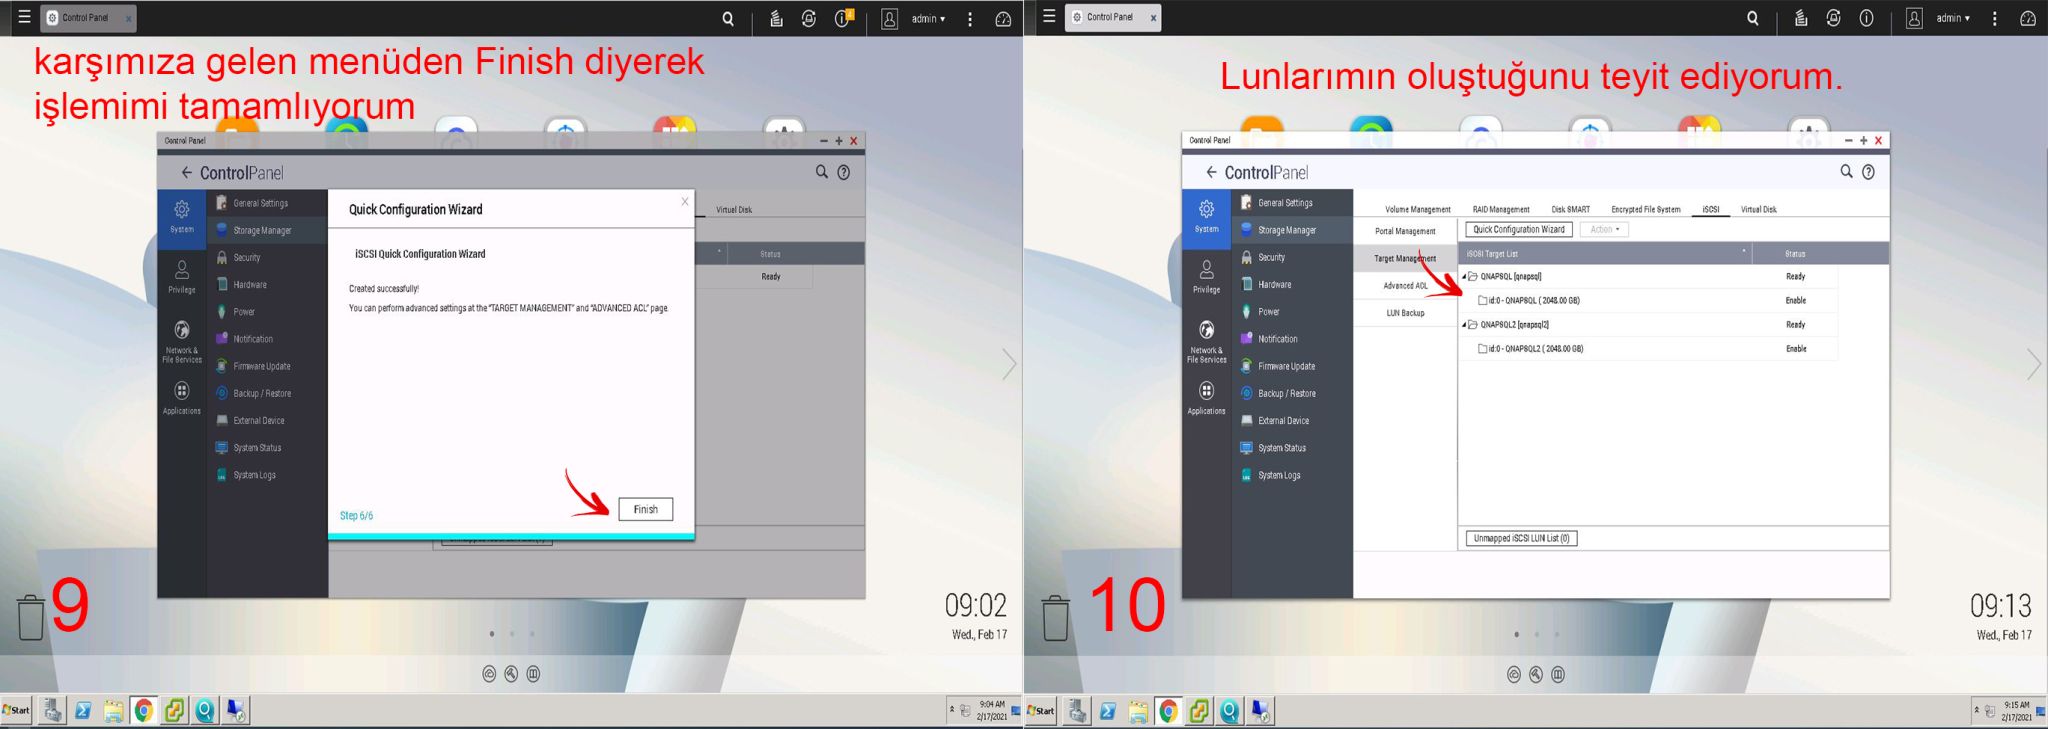 Control Panel
admin
karşımıza gelen menüden Finish diyerek
işlemimi tamamlıyorum
Control Panel
ControlPanel
System
Privilege
Network &
File Services
Applications
General Settings
Storage Manager
Security
Hardware
Power
Notification
Firmware Update
Backup / Restore
External Device
System Status
System Logs
Virtual Disk
Status
Ready
Quick Configuration Wizard
iSCSI Quick Configuration Wizard
Created successfully!
You can perform advanced settings at the "TARGET MANAGEMENT" and "ADVANCED ACL" page.
Step 6/6
Finish
9
09:02
Wed., Feb 17
Start
9:04 AM
2/17/2021
Control Panel
admin
Lunlarımın oluştuğunu teyit ediyorum.
Control Panel
ControlPanel
System
Privilege
Network &
File Services
Applications
General Settings
Storage Manager
Security
Hardware
Power
Notification
Firmware Update
Backup / Restore
External Device
System Status
System Logs
Volume Management RAID Management Disk SMART Encrypted File System iSCSI Virtual Disk
Portal Management
Target Management
Advanced ACL
LUN Backup
Quick Configuration Wizard Action
iSCSI Target List Status
QNAPSQL [qnapsql] Ready
id:0 - QNAPSQL ( 2048.00 GB) Enable
QNAPSQL2 [qnapsql2] Ready
id:0 - QNAPSQL2 ( 2048.00 GB) Enable
Unmapped iSCSI LUN List (0)
10
09:13
Wed., Feb 17
Start
9:15 AM
2/17/2021